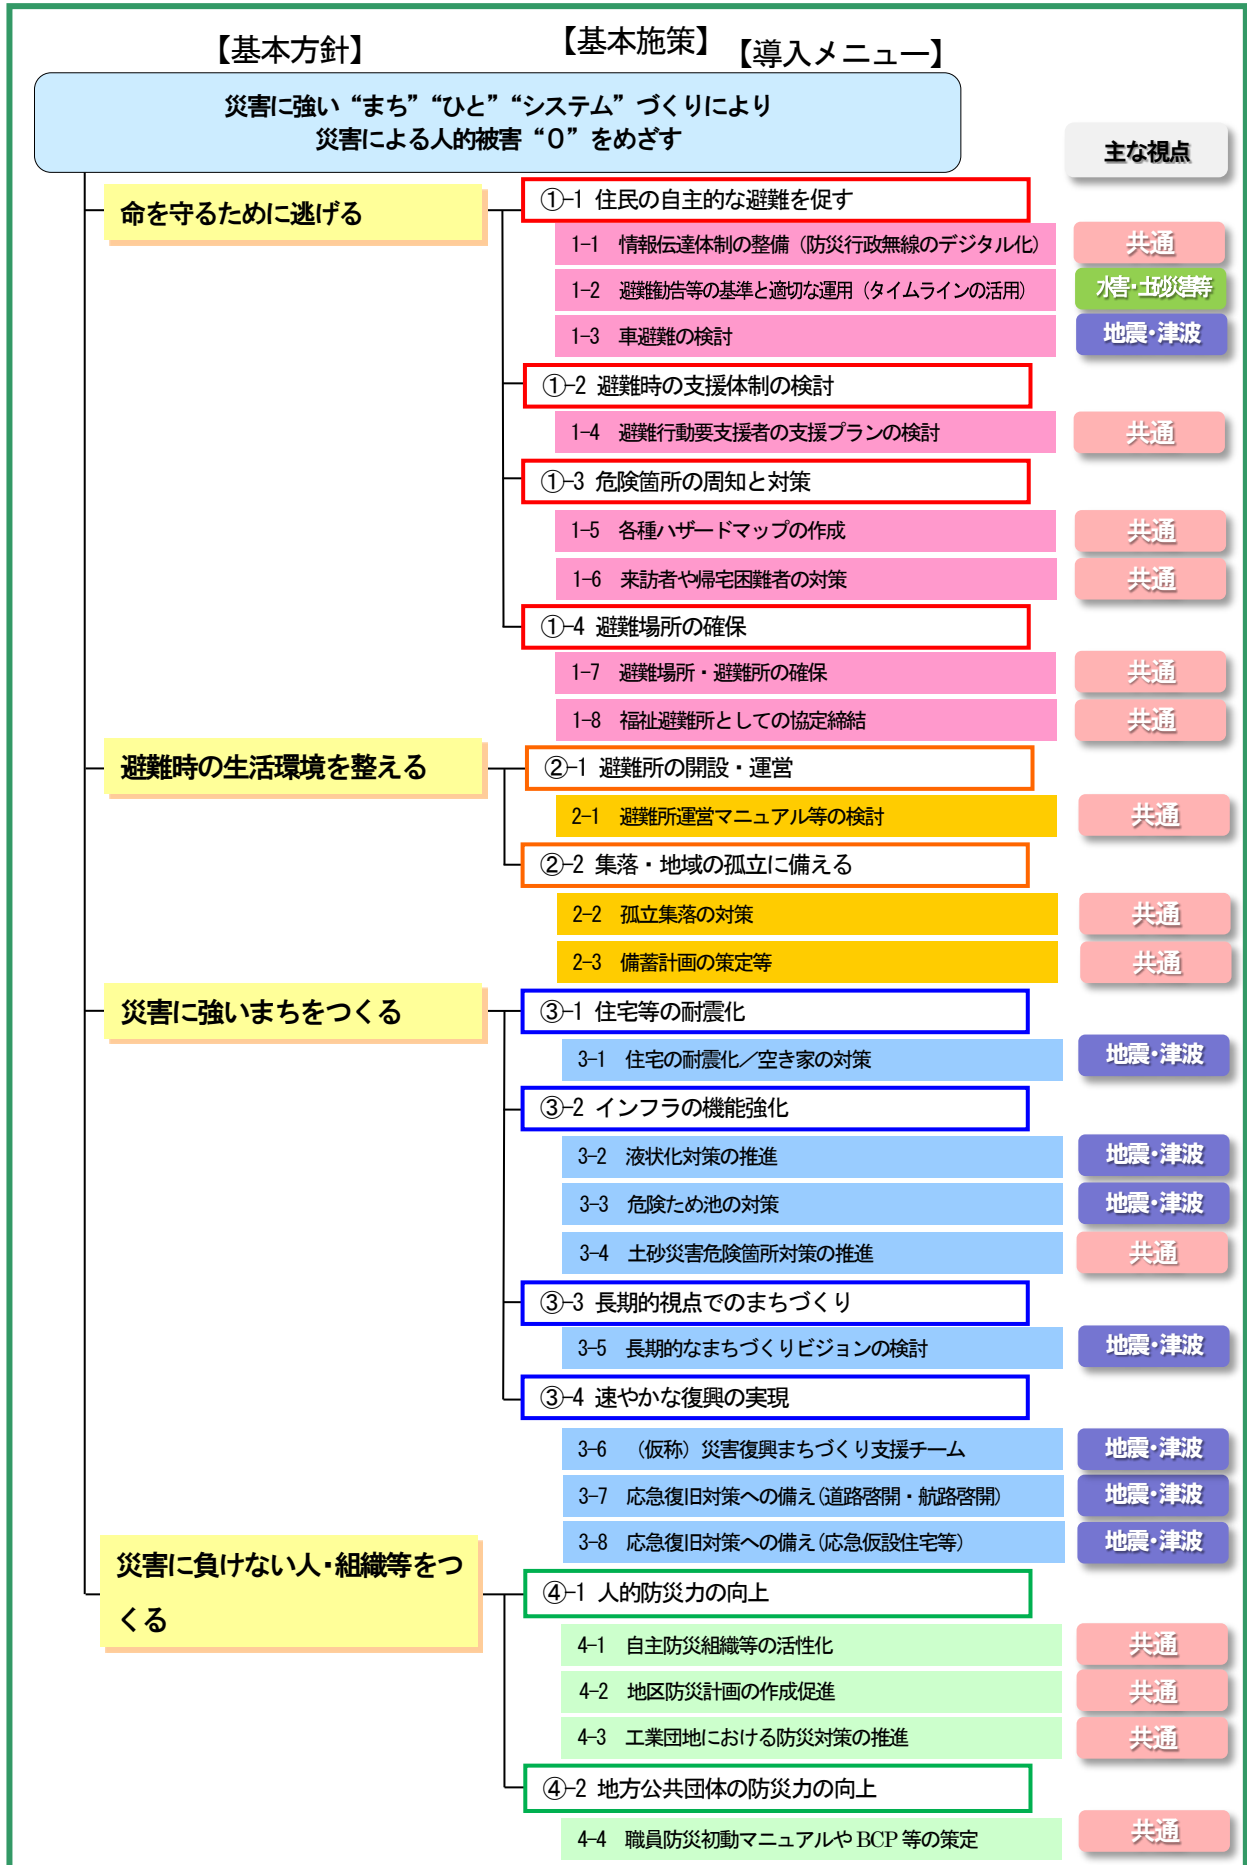 【基本方針】
【基本施策】
【導入メニュー】
災害に強い“まち”“ひと”“システム”づくりにより
災害による人的被害“0”をめざす
主な視点
命を守るために逃げる
①-1 住民の自主的な避難を促す
1-1 情報伝達体制の整備（防災行政無線のデジタル化） 共通
1-2 避難勧告等の基準と適切な運用（タイムラインの活用） 水害・土砂災害等
1-3 車避難の検討 地震・津波
①-2 避難時の支援体制の検討
1-4 避難行動要支援者の支援プランの検討 共通
①-3 危険箇所の周知と対策
1-5 各種ハザードマップの作成 共通
1-6 来訪者や帰宅困難者の対策 共通
①-4 避難場所の確保
1-7 避難場所・避難所の確保 共通
1-8 福祉避難所としての協定締結 共通
避難時の生活環境を整える
②-1 避難所の開設・運営
2-1 避難所運営マニュアル等の検討 共通
②-2 集落・地域の孤立に備える
2-2 孤立集落の対策 共通
2-3 備蓄計画の策定等 共通
災害に強いまちをつくる
③-1 住宅等の耐震化
3-1 住宅の耐震化／空き家の対策 地震・津波
③-2 インフラの機能強化
3-2 液状化対策の推進 地震・津波
3-3 危険ため池の対策 地震・津波
3-4 土砂災害危険箇所対策の推進 共通
③-3 長期的視点でのまちづくり
3-5 長期的なまちづくりビジョンの検討 地震・津波
③-4 速やかな復興の実現
3-6 （仮称）災害復興まちづくり支援チーム 地震・津波
3-7 応急復旧対策への備え(道路啓開・航路啓開) 地震・津波
3-8 応急復旧対策への備え(応急仮設住宅等) 地震・津波
災害に負けない人・組織等をつ
くる
④-1 人的防災力の向上
4-1 自主防災組織等の活性化 共通
4-2 地区防災計画の作成促進 共通
4-3 工業団地における防災対策の推進 共通
④-2 地方公共団体の防災力の向上
4-4 職員防災初動マニュアルや BCP 等の策定 共通